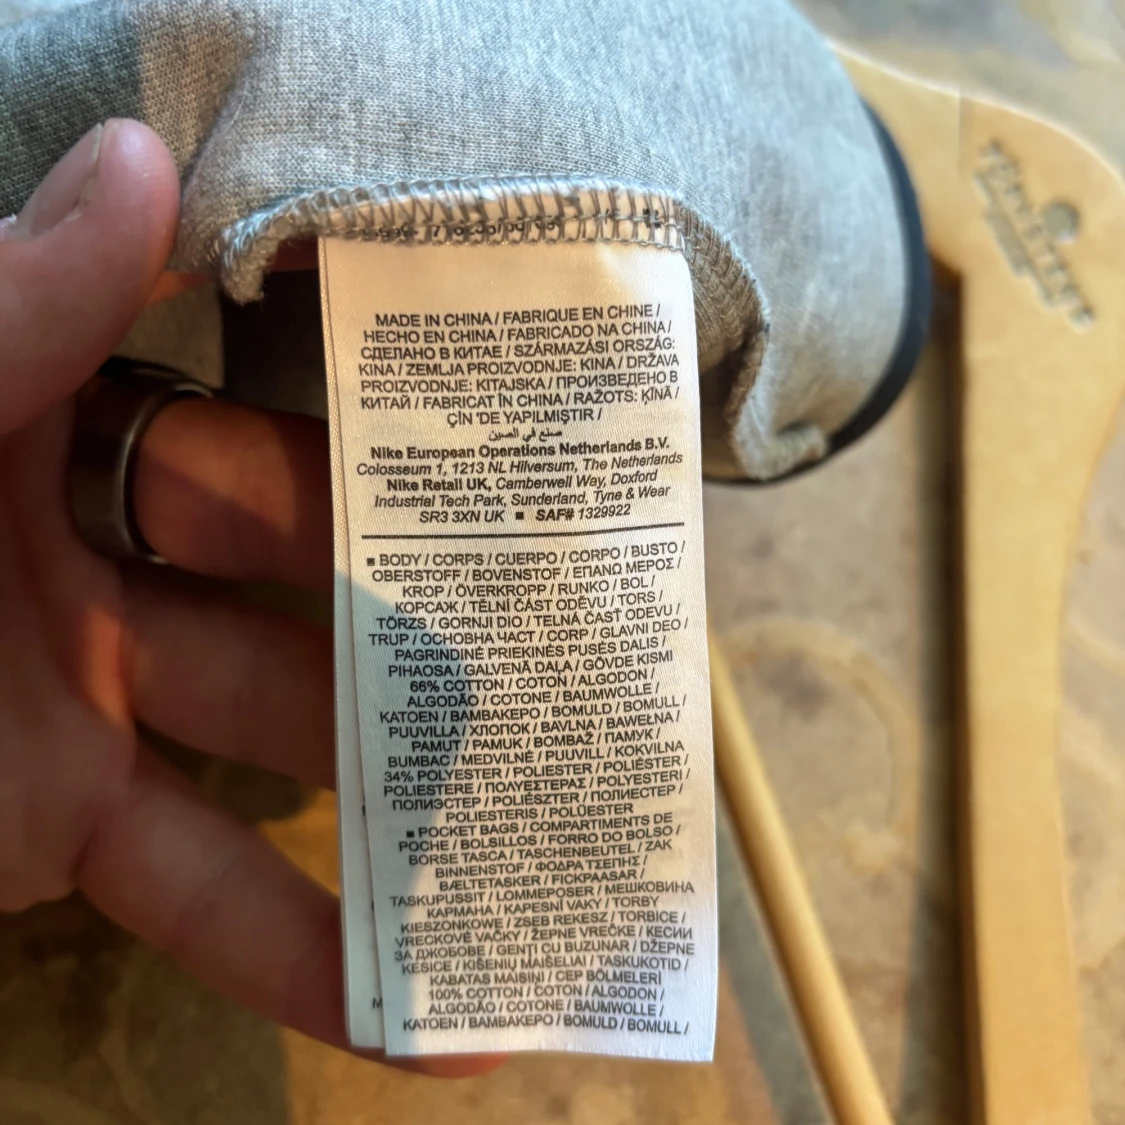 MADE IN CHINA / FABRIQUE EN CHINE /
HECHO EN CHINA / FABRICADO NA CHINA /
СДЕЛАНО В КИТАЕ / SZÁRMAZÁSI ORSZÁG:
KINA / ZEMLJA PROIZVODNJE: KINA / DRŽAVA
PROIZVODNJE: KITAJSKA / ПРОИЗВЕДЕНО В
КИТАЙ / FABRICAT ÎN CHINA / RAŽOTS: ĶĪNĀ /
ÇİN 'DE YAPILMIŞTIR /
صنع في الصين
Nike European Operations Netherlands B.V.
Colosseum 1, 1213 NL Hilversum, The Netherlands
Nike Retail UK, Camberwell Way, Doxford
Industrial Tech Park, Sunderland, Tyne & Wear
SR3 3XN UK ■ SAF# 1329922
■ BODY / CORPS / CUERPO / CORPO / BUSTO /
OBERSTOFF / BOVENSTOF / ΕΠΑΝΩ ΜΕΡΟΣ /
KROP / ÖVERKROPP / RUNKO / BOL /
КОРСАЖ / TĚLNÍ ČÁST ODĚVU / TORS /
TÖRZS / GORNJI DIO / TELNÁ ČASŤ ODEVU /
TRUP / ОСНОВНА ЧАСТ / CORP / GLAVNI DEO /
PAGRINDINĖ PRIEKINĖS PUSĖS DALIS /
PIHAOSA / GALVENĀ DAĻA / GÖVDE KISMI
66% COTTON / COTON / ALGODON /
ALGODÃO / COTONE / BAUMWOLLE /
KATOEN / ΒΑΜΒΑΚΕΡΟ / BOMULD / BOMULL /
PUUVILLA / ХЛОПОК / BAVLNA / BAWEŁNA /
PAMUT / PAMUK / BOMBAŽ / ПАМУК /
BUMBAC / MEDVILNĖ / PUUVILL / KOKVILNA
34% POLYESTER / POLIESTER / POLIÉSTER /
POLIESTERE / ΠΟΛΥΕΣΤΕΡΑΣ / POLYESTERI /
ПОЛИЭСТЕР / POLIÉSZTER / ПОЛИЕСТЕР /
POLIESTERIS / POLÜESTER
■ POCKET BAGS / COMPARTIMENTS DE
POCHE / BOLSILLOS / FORRO DO BOLSO /
BORSE TASCA / TASCHENBEUTEL / ZAK
BINNENSTOF / ΦΟΔΡΑ ΤΣΕΠΗΣ /
BÆLTETASKER / FICKPAASAR /
TASKUPUSSIT / LOMMEPOSER / МЕШКОВИНА
КАРМАНА / KAPESNÍ VAKY / TORBY
KIESZONKOWE / ZSEB REKESZ / TORBICE /
VRECKOVÉ VAČKY / ŽEPNE VREČKE / КЕСИИ
ЗА ДЖОБОВЕ / GENŢI CU BUZUNAR / DŽEPNE
KESICE / KIŠENIŲ MAIŠELIAI / TASKUKOTID /
KABATAS MAISIŅI / CEP BÖLMELERİ
100% COTTON / COTON / ALGODON /
ALGODÃO / COTONE / BAUMWOLLE /
KATOEN / ΒΑΜΒΑΚΕΡΟ / BOMULD / BOMULL /